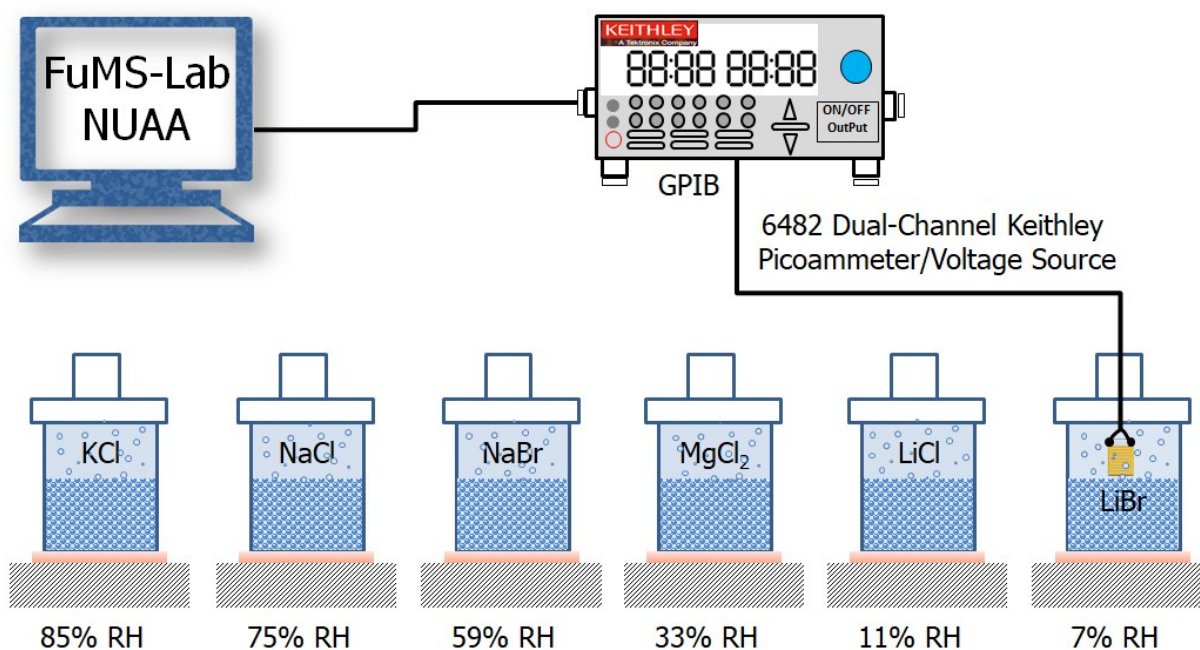 FuMS-Lab
NUAA
KEITHLEY
A Tektronix Company
88:88 88:88
ON/OFF
OutPut
GPIB
6482 Dual-Channel Keithley
Picoammeter/Voltage Source
KCl NaCl NaBr MgCl₂ LiCl LiBr
85% RH 75% RH 59% RH 33% RH 11% RH 7% RH